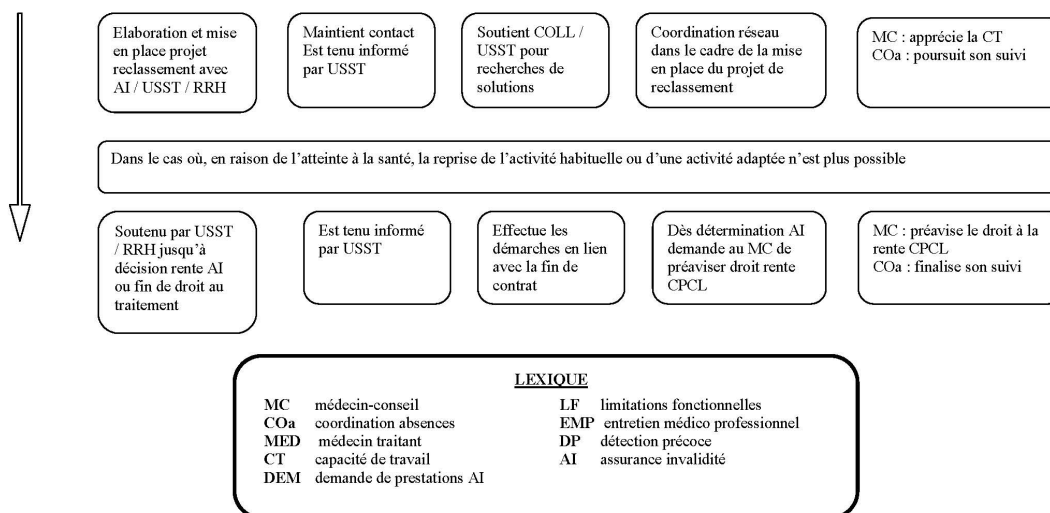 Elaboration et mise
en place projet
reclassement avec
AI / USST / RRH
Maintient contact
Est tenu informé
par USST
Soutient COLL /
USST pour
recherches de
solutions
Coordination réseau
dans le cadre de la mise
en place du projet de
reclassement
MC : apprécie la CT
COa : poursuit son suivi
Dans le cas où, en raison de l'atteinte à la santé, la reprise de l'activité habituelle ou d'une activité adaptée n'est plus possible
Soutenu par USST
/ RRH jusqu'à
décision rente AI
ou fin de droit au
traitement
Est tenu informé
par USST
Effectue les
démarches en lien
avec la fin de
contrat
Dès détermination AI
demande au MC de
préaviser droit rente
CPCL
MC : préavise le droit à la
rente CPCL
COa : finalise son suivi
LEXIQUE
MC médecin-conseil
COa coordination absences
MED médecin traitant
CT capacité de travail
DEM demande de prestations AI
LF limitations fonctionnelles
EMP entretien médico professionnel
DP détection précoce
AI assurance invalidité